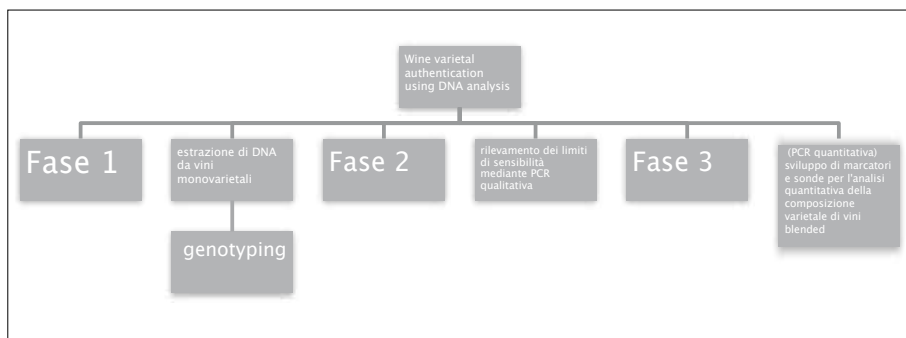 Wine varietal
authentication
using DNA analysis
Fase 1
estrazione di DNA
da vini
monovarietali
Fase 2
rilevamento dei limiti
di sensibilità
mediante PCR
qualitativa
Fase 3
(PCR quantitativa)
sviluppo di marcatori
e sonde per l'analisi
quantitativa della
composizione
varietale di vini
blended
genotyping